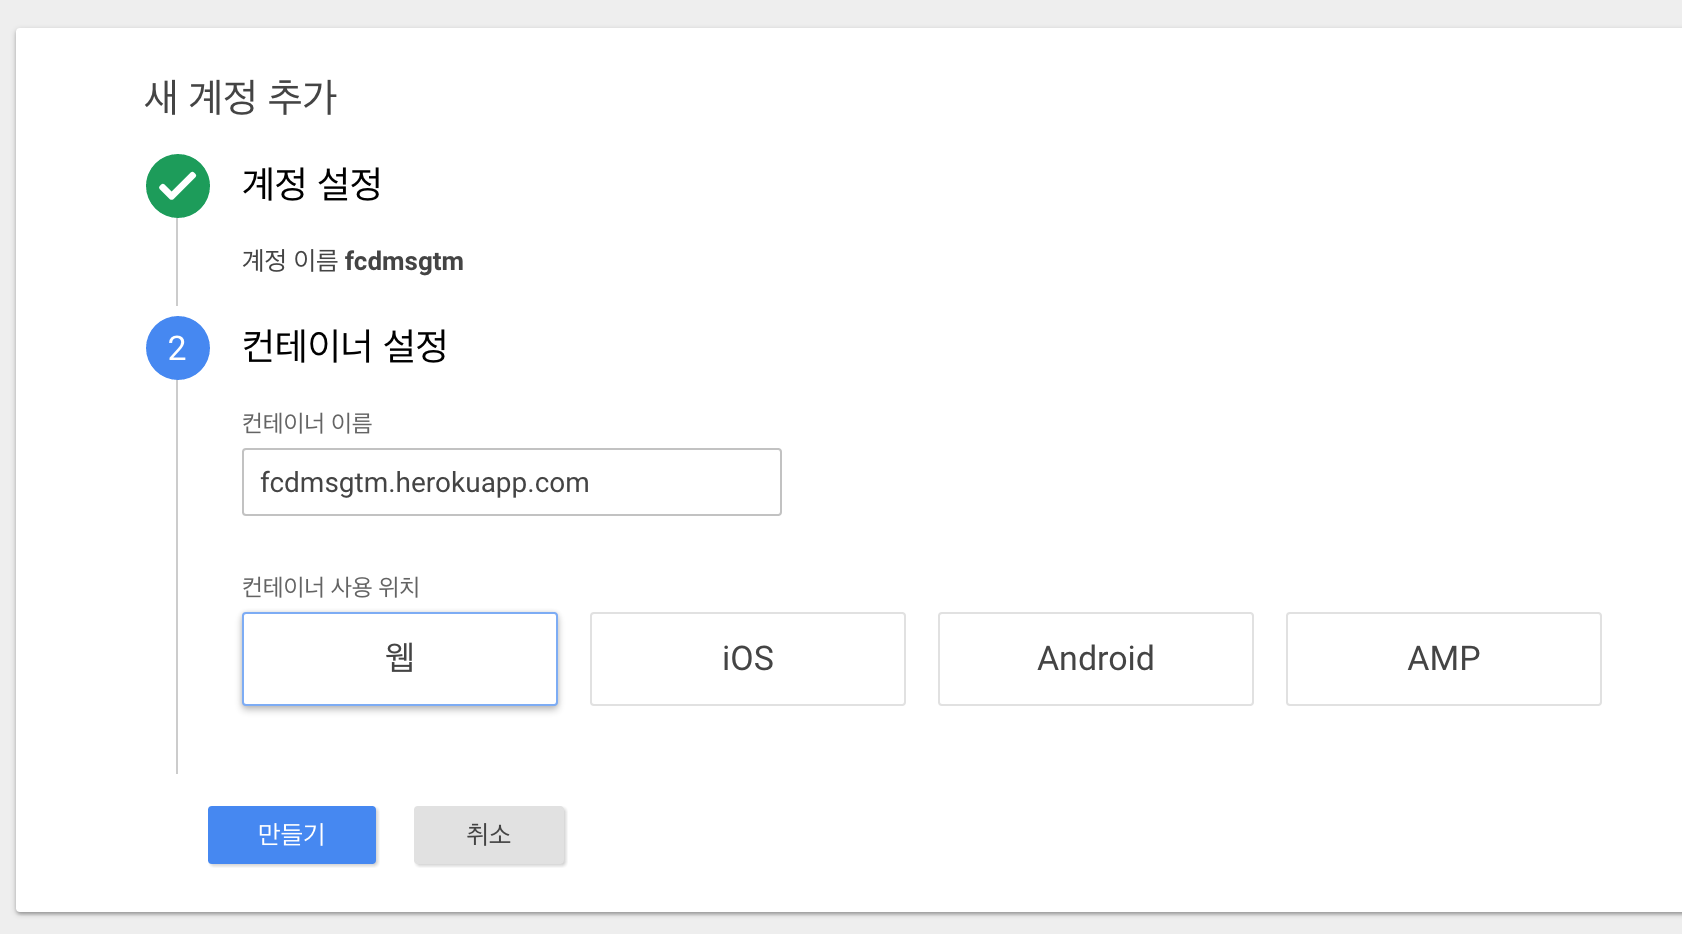 새 계정 추가
계정 설정
계정 이름 fcdmsgtm
2 컨테이너 설정
컨테이너 이름
fcdmsgtm.herokuapp.com
컨테이너 사용 위치
웹 iOS Android AMP
만들기 취소